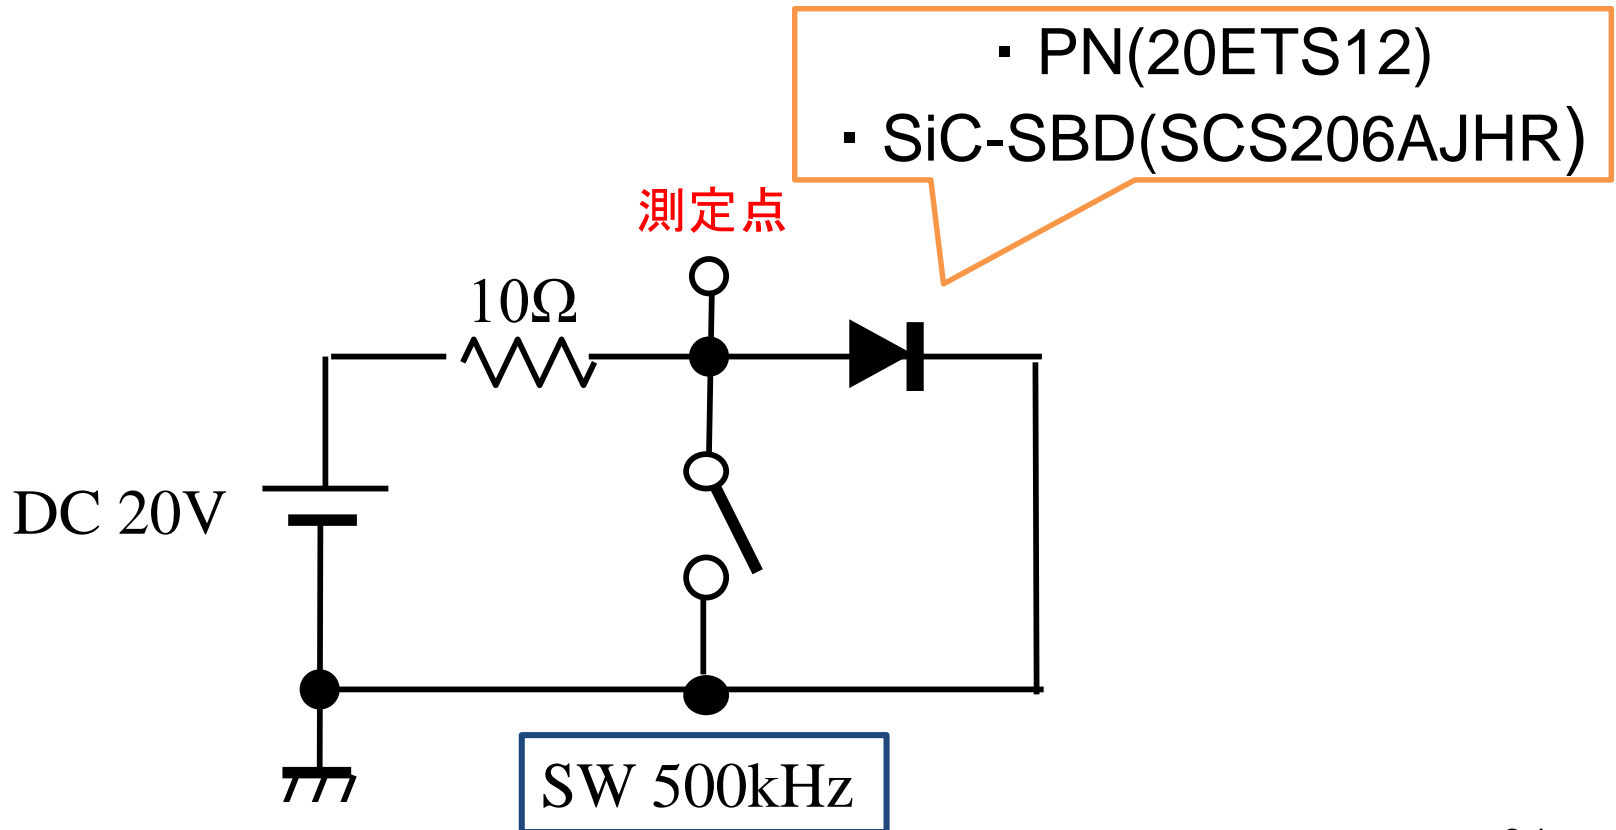 ・PN(20ETS12)
・SiC-SBD(SCS206AJHR)
測定点
10Ω
DC 20V
SW 500kHz